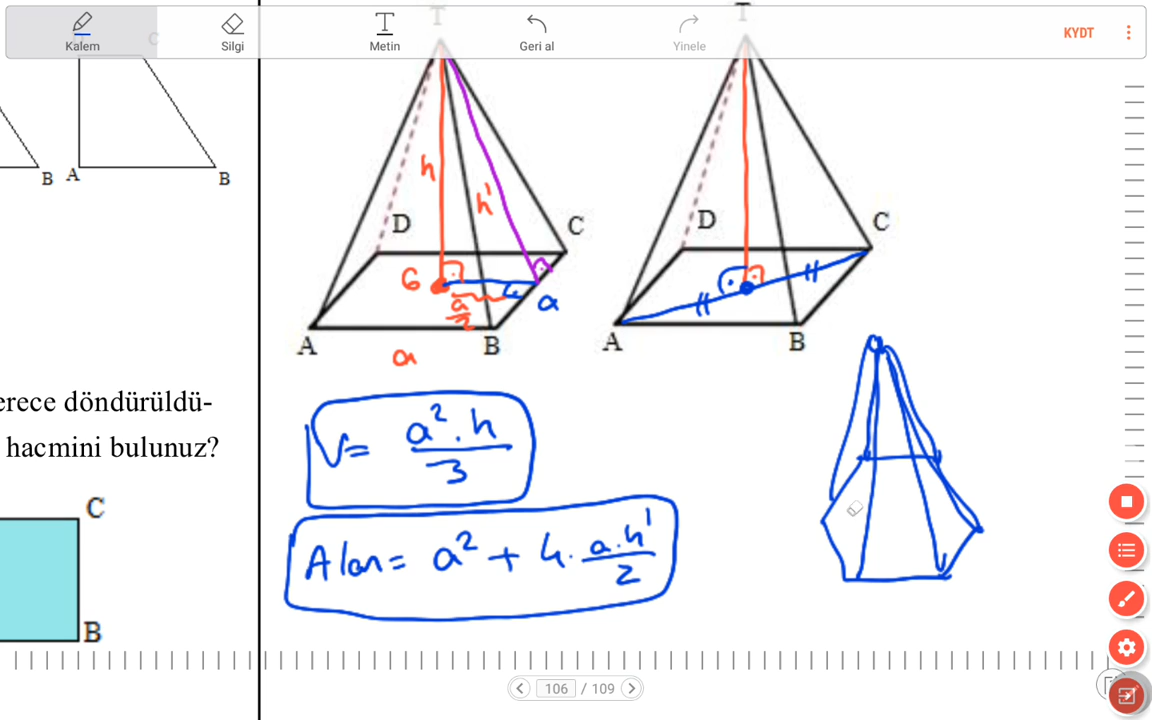 Kalem
Silgi
Metin
Geri al
Yinele
KYDT
T
T
C
B
A
B
h
h'
D
C
G
a
a/2
A
B
a
D
C
A
B
erece döndürüldü-
hacmini bulunuz?
C
B
V= a².h/3
Alan= a² + 4. a.h'/2
106 / 109